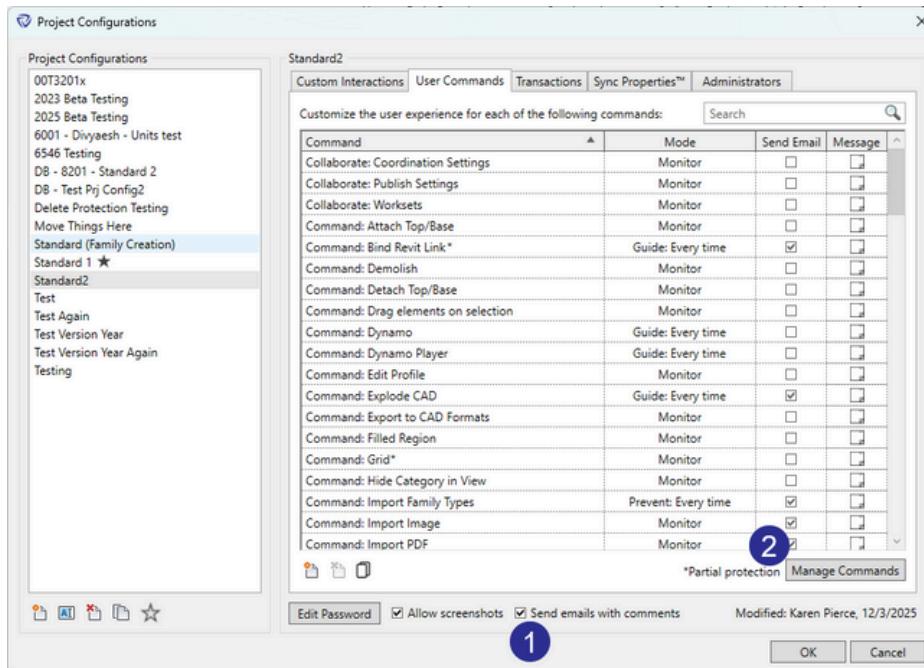 Project Configurations
Project Configurations
00T3201x
2023 Beta Testing
2025 Beta Testing
6001 - Divyaesh - Units test
6546 Testing
DB - 8201 - Standard 2
DB - Test Prj Config2
Delete Protection Testing
Move Things Here
Standard (Family Creation)
Standard 1 ★
Standard2
Test
Test Again
Test Version Year
Test Version Year Again
Testing
Standard2
Custom Interactions User Commands Transactions Sync Properties™ Administrators
Customize the user experience for each of the following commands: Search
Command Mode Send Email Message
Collaborate: Coordination Settings Monitor
Collaborate: Publish Settings Monitor
Collaborate: Worksets Monitor
Command: Attach Top/Base Monitor
Command: Bind Revit Link* Guide: Every time
Command: Demolish Monitor
Command: Detach Top/Base Monitor
Command: Drag elements on selection Monitor
Command: Dynamo Guide: Every time
Command: Dynamo Player Guide: Every time
Command: Edit Profile Monitor
Command: Explode CAD Guide: Every time
Command: Export to CAD Formats Monitor
Command: Filled Region Monitor
Command: Grid* Monitor
Command: Hide Category in View Monitor
Command: Import Family Types Prevent: Every time
Command: Import Image Monitor
Command: Import PDF Monitor
2
*Partial protection Manage Commands
Edit Password Allow screenshots Send emails with comments Modified: Karen Pierce, 12/3/2025
1
OK Cancel